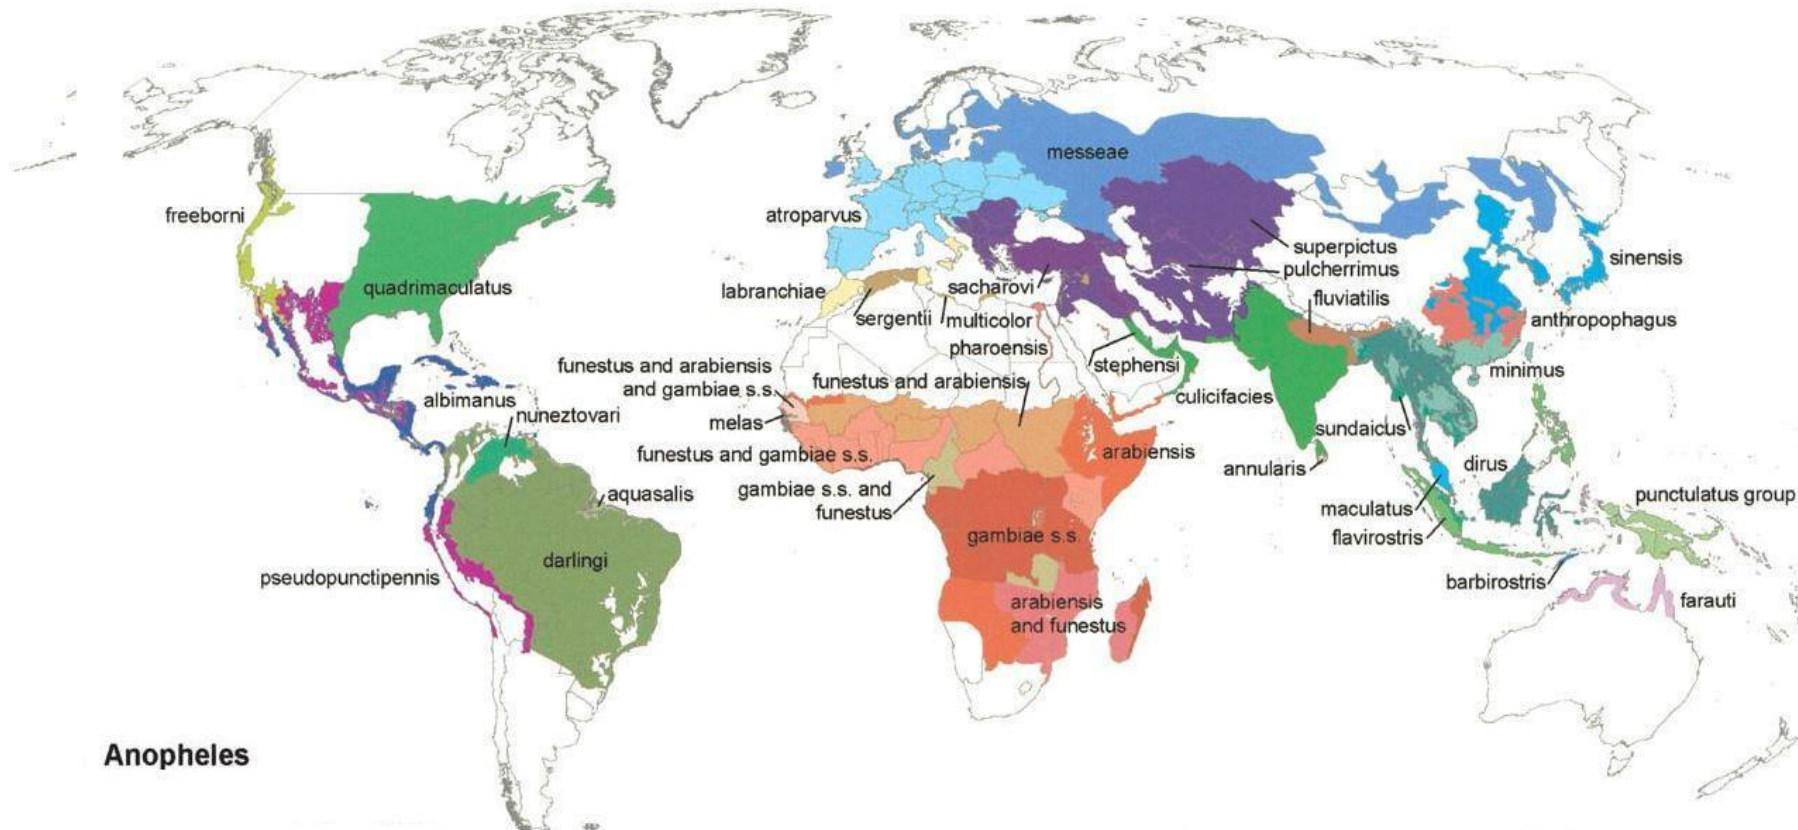 messeae
freeborni
atroparvus
superpictus
pulcherrimus
sinensis
quadrimaculatus
labranchiae
sacharovi
fluviatilis
sergentii
multicolor
anthropophagus
pharoensis
funestus and arabiensis
and gambiae s.s.
funestus and arabiensis
stephensi
minimus
albimanus
culicifacies
nuneztovari
melas
sundaicus
funestus and gambiae s.s.
arabiensis
annularis
dirus
aquasalis
gambiae s.s. and
funestus
maculatus
punctulatus group
gambiae s.s.
flavirostris
darlingi
pseudopunctipennis
barbirostris
arabiensis
and funestus
farauti
Anopheles